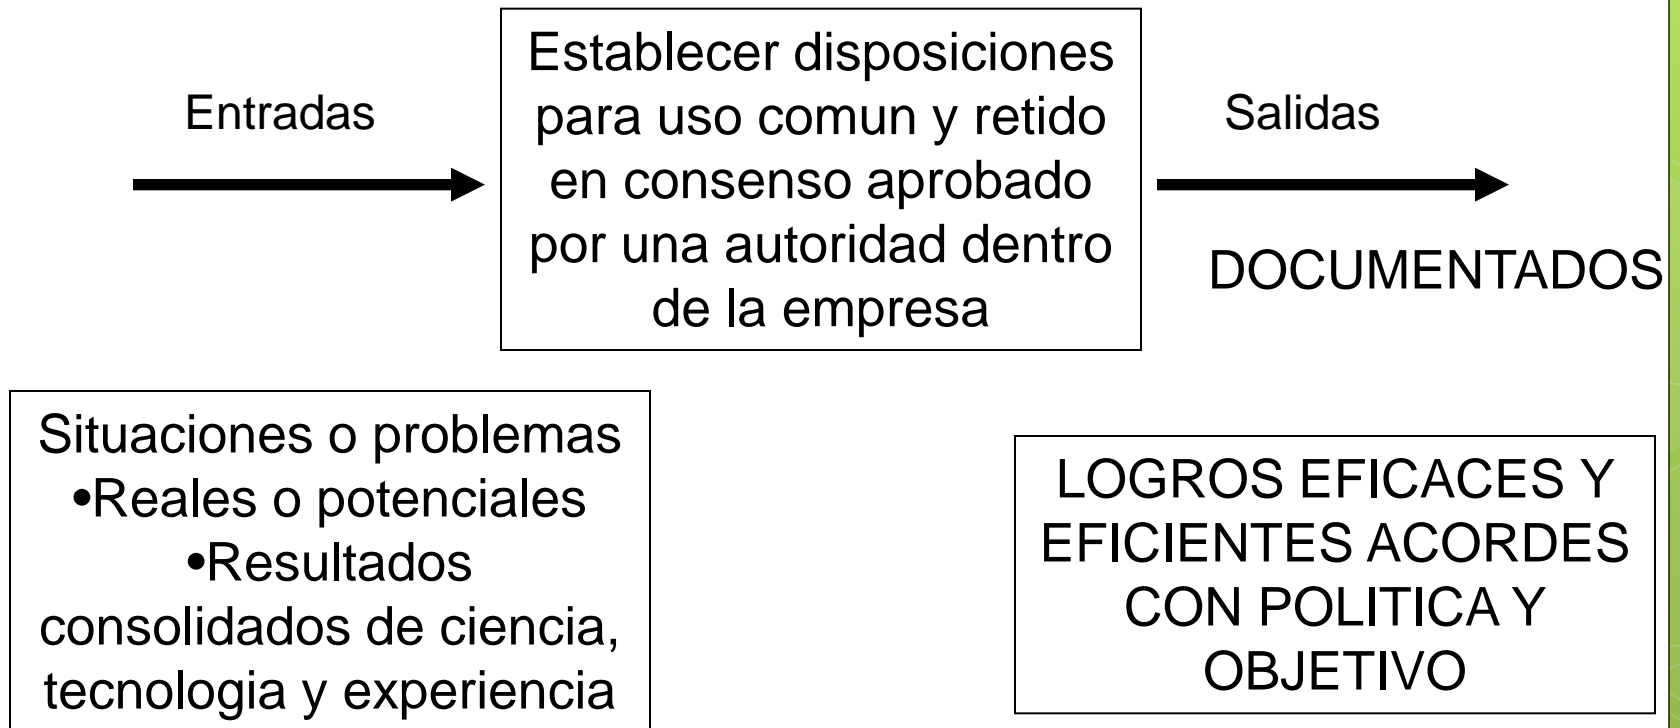 Entradas
Establecer disposiciones
para uso comun y retido
en consenso aprobado
por una autoridad dentro
de la empresa
Salidas
DOCUMENTADOS
Situaciones o problemas
•Reales o potenciales
•Resultados
consolidados de ciencia,
tecnologia y experiencia
LOGROS EFICACES Y
EFICIENTES ACORDES
CON POLITICA Y
OBJETIVO